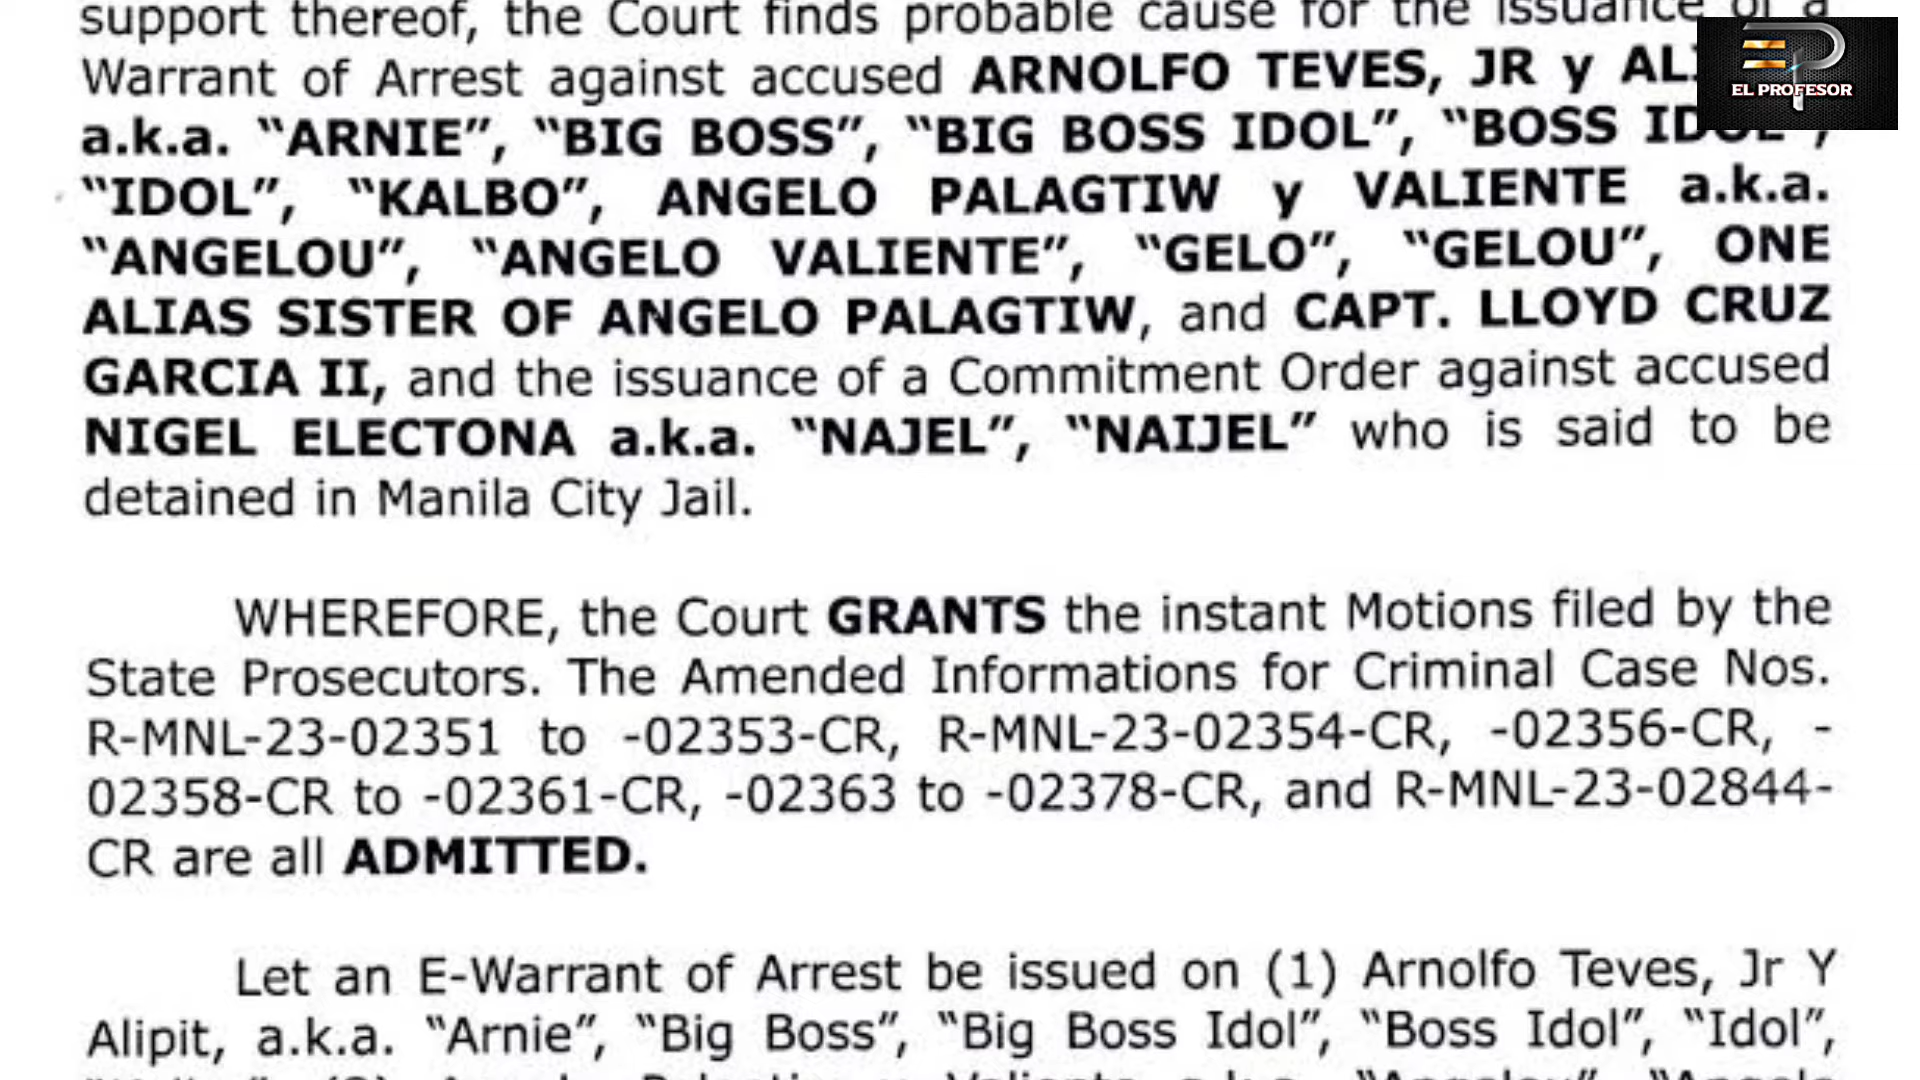 support thereof, the Court finds probable cause for the issuance of a
Warrant of Arrest against accused ARNOLFO TEVES, JR y
EL PROFESOR
a.k.a. “ARNIE”, “BIG BOSS”, “BIG BOSS IDOL”, “BOSS IDOL”,
“IDOL”, “KALBO”, ANGELO PALAGTIW y VALIENTE a.k.a.
“ANGELOU”, “ANGELO VALIENTE”, “GELO”, “GELOU”, ONE
ALIAS SISTER OF ANGELO PALAGTIW, and CAPT. LLOYD CRUZ
GARCIA II, and the issuance of a Commitment Order against accused
NIGEL ELECTONA a.k.a. “NAJEL”, “NAIJEL” who is said to be
detained in Manila City Jail.
WHEREFORE, the Court GRANTS the instant Motions filed by the
State Prosecutors. The Amended Informations for Criminal Case Nos.
R-MNL-23-02351 to -02353-CR, R-MNL-23-02354-CR, -02356-CR, -
02358-CR to -02361-CR, -02363 to -02378-CR, and R-MNL-23-02844-
CR are all ADMITTED.
Let an E-Warrant of Arrest be issued on (1) Arnolfo Teves, Jr Y
Alipit, a.k.a. “Arnie”, “Big Boss”, “Big Boss Idol”, “Boss Idol”, “Idol”,